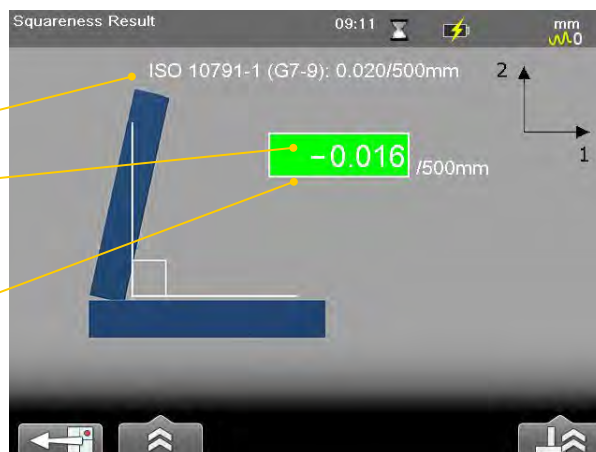 Squareness Result
09:11
mm
0
ISO 10791-1 (G7-9): 0.020/500mm
2
-0.016 /500mm
1